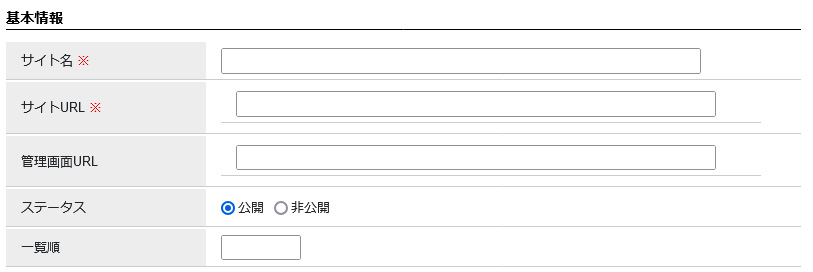 基本情報
サイト名 ※
サイトURL ※
管理画面URL
ステータス 公開 非公開
一覧順